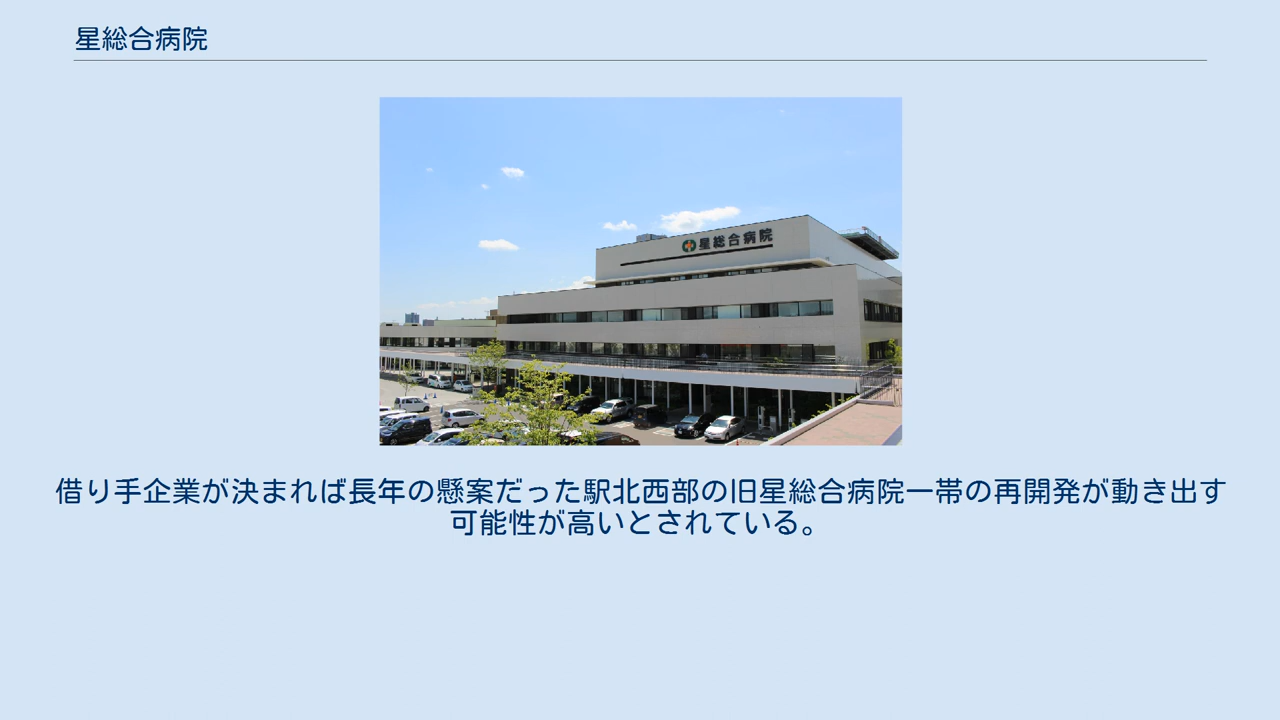 星総合病院
星総合病院
借り手企業が決まれば長年の懸案だった駅北西部の旧星総合病院一帯の再開発が動き出す
可能性が高いとされている。